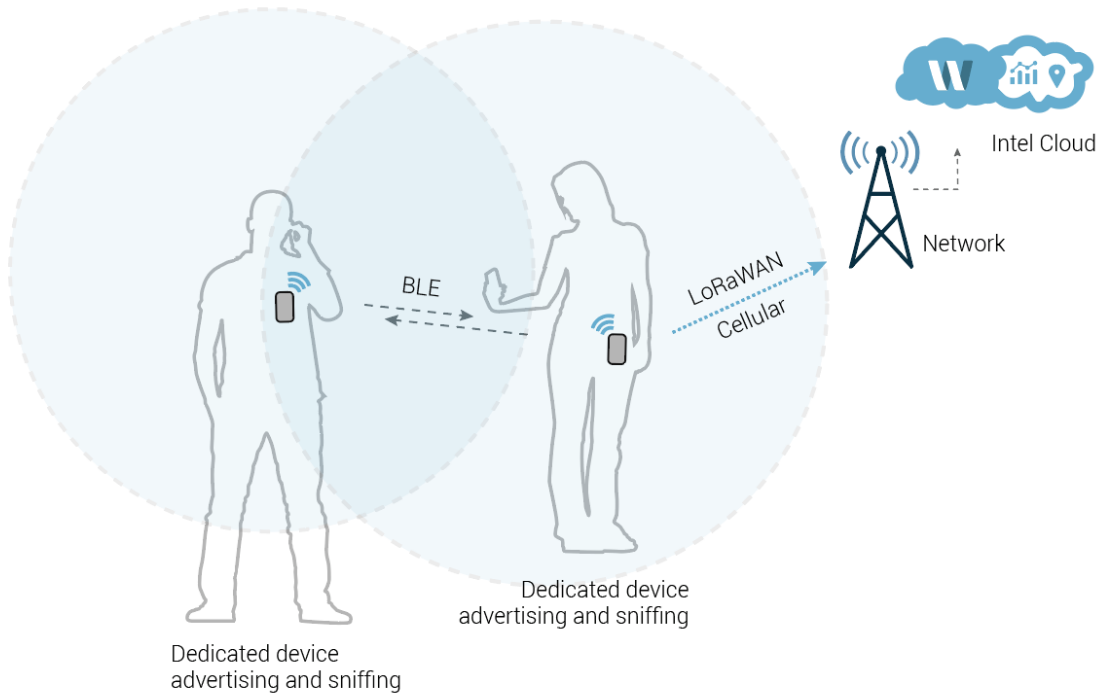 Intel Cloud
Network
BLE
LoRaWAN
Cellular
Dedicated device
advertising and sniffing
Dedicated device
advertising and sniffing